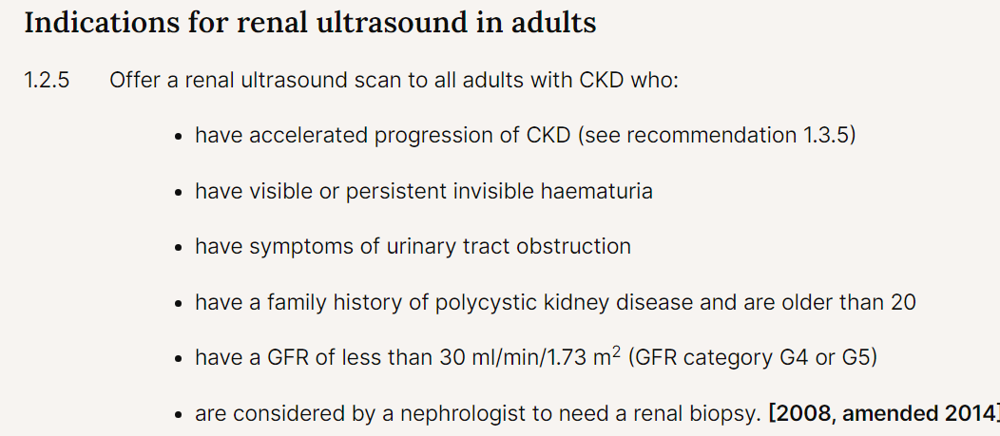 Indications for renal ultrasound in adults
1.2.5 Offer a renal ultrasound scan to all adults with CKD who:
• have accelerated progression of CKD (see recommendation 1.3.5)
• have visible or persistent invisible haematuria
• have symptoms of urinary tract obstruction
• have a family history of polycystic kidney disease and are older than 20
• have a GFR of less than 30 ml/min/1.73 m² (GFR category G4 or G5)
• are considered by a nephrologist to need a renal biopsy. [2008, amended 2014]